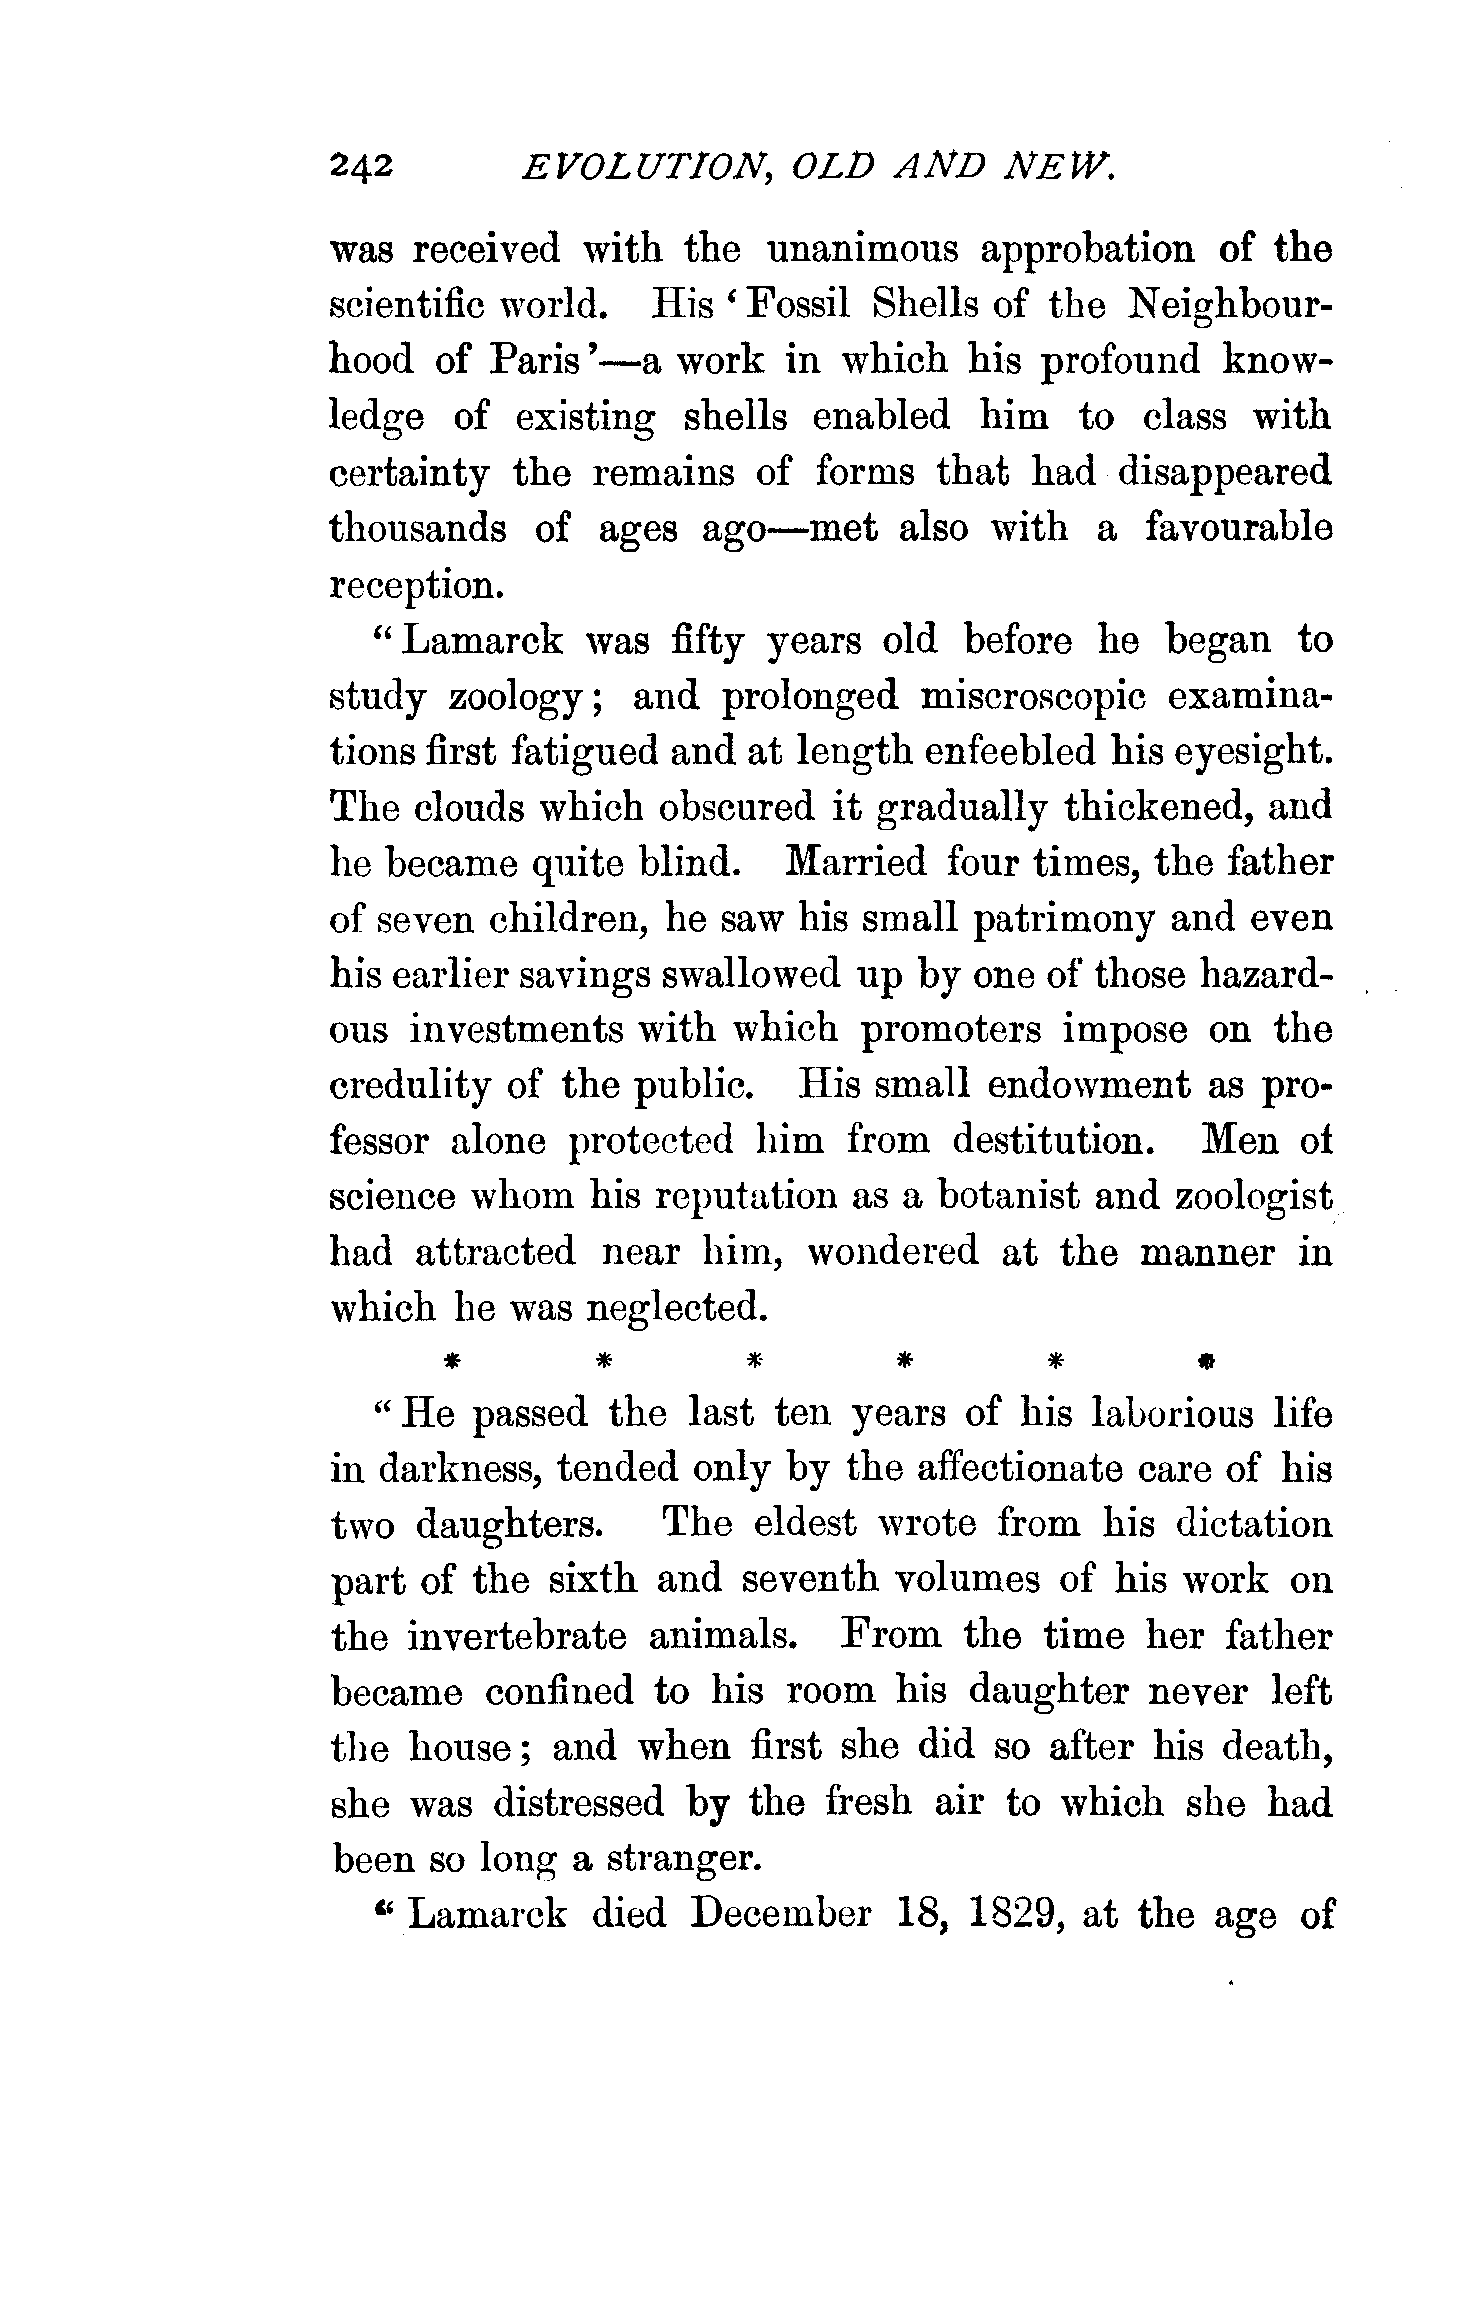 242 EVOLUTION, OLD AND NEW.
was received with the unanimous approbation of the
scientific world. His ‘Fossil Shells of the Neighbour-
hood of Paris’—a work in which his profound know-
ledge of existing shells enabled him to class with
certainty the remains of forms that had disappeared
thousands of ages ago—met also with a favourable
reception.
“Lamarck was fifty years old before he began to
study zoology; and prolonged miscroscopic examina-
tions first fatigued and at length enfeebled his eyesight.
The clouds which obscured it gradually thickened, and
he became quite blind. Married four times, the father
of seven children, he saw his small patrimony and even
his earlier savings swallowed up by one of those hazard-
ous investments with which promoters impose on the
credulity of the public. His small endowment as pro-
fessor alone protected him from destitution. Men of
science whom his reputation as a botanist and zoologist
had attracted near him, wondered at the manner in
which he was neglected.
* * * * * *
“He passed the last ten years of his laborious life
in darkness, tended only by the affectionate care of his
two daughters. The eldest wrote from his dictation
part of the sixth and seventh volumes of his work on
the invertebrate animals. From the time her father
became confined to his room his daughter never left
the house; and when first she did so after his death,
she was distressed by the fresh air to which she had
been so long a stranger.
“Lamarck died December 18, 1829, at the age of